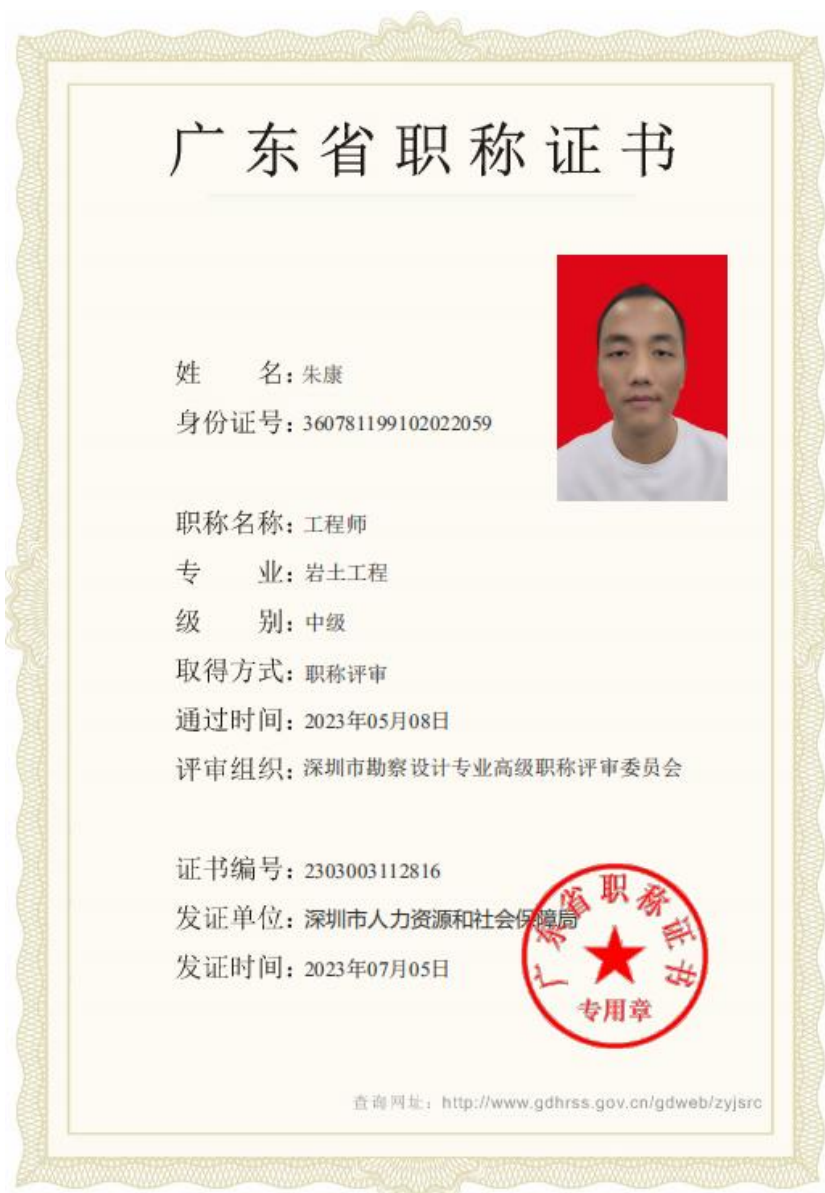 广东省职称证书
姓名：朱康
身份证号：360781199102022059
职称名称：工程师
专业：岩土工程
级别：中级
取得方式：职称评审
通过时间：2023年05月08日
评审组织：深圳市勘察设计专业高级职称评审委员会
证书编号：2303003112816
发证单位：深圳市人力资源和社会保障局
发证时间：2023年07月05日
广东省职称证书
专用章
查询网址：http://www.gdhrss.gov.cn/gdweb/zyjsrc